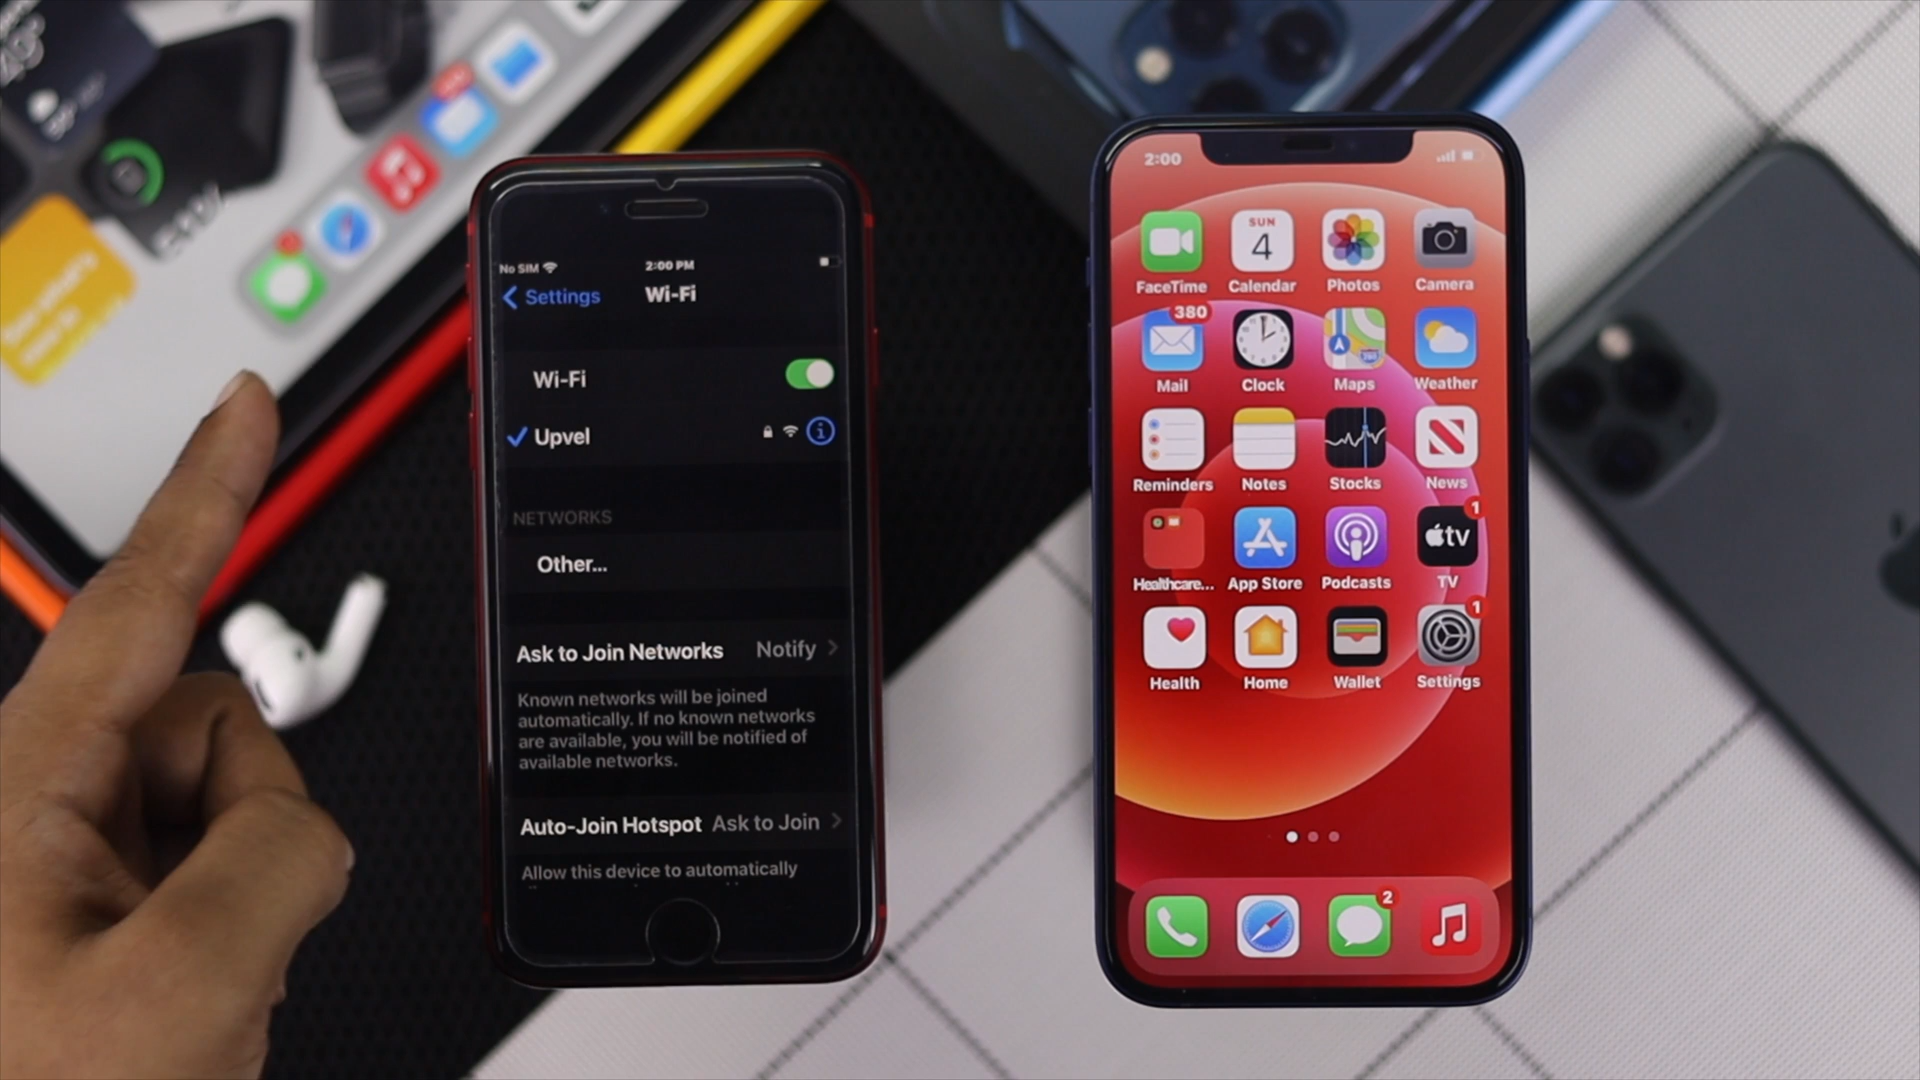 No SIM
2:00 PM
Settings
Wi-Fi
Wi-Fi
Upvel
NETWORKS
Other...
Ask to Join Networks Notify
Known networks will be joined
automatically. If no known networks
are available, you will be notified of
available networks.
Auto-Join Hotspot Ask to Join
Allow this device to automatically
2:00
SUN
4
FaceTime Calendar Photos Camera
380
Mail Clock Maps Weather
Reminders Notes Stocks News
1
tv
Healthcare... App Store Podcasts TV
1
Health Home Wallet Settings
2